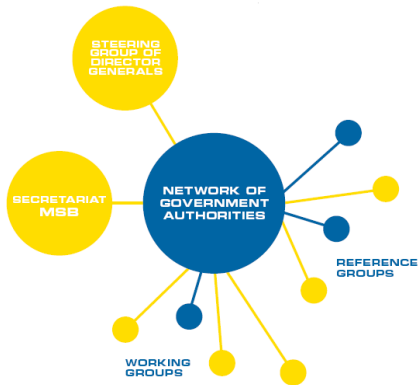 STEERING
GROUP OF
DIRECTOR
GENERALS
SECRETARIAT
MSB
NETWORK OF
GOVERNMENT
AUTHORITIES
REFERENCE
GROUPS
WORKING
GROUPS